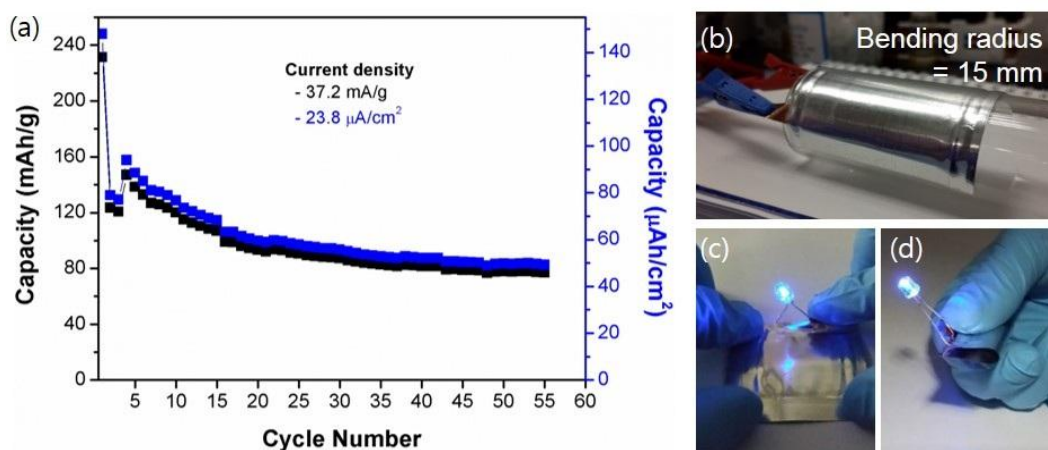 (a)
240
200
160
120
80
40
0
Capacity (mAh/g)
Current density
- 37.2 mA/g
- 23.8 μA/cm²
140
120
100
80
60
40
20
0
Capacity (μAh/cm²)
5 10 15 20 25 30 35 40 45 50 55 60
Cycle Number
(b)
Bending radius
= 15 mm
(c)
(d)